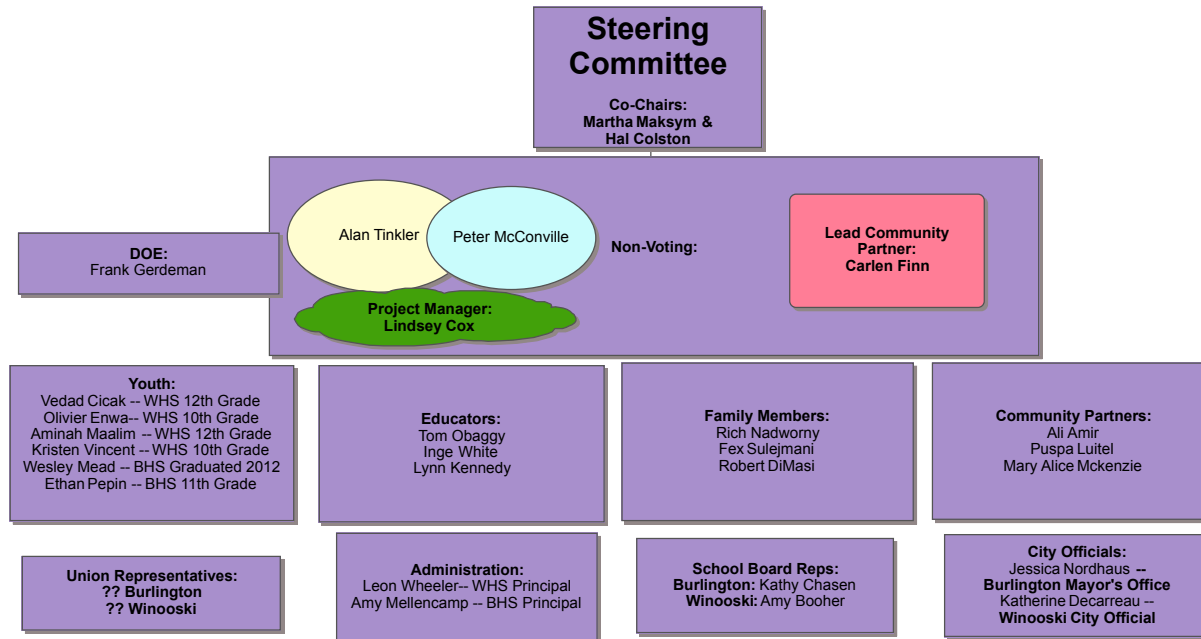 Steering
Committee
Co-Chairs:
Martha Maksym &
Hal Colston
Alan Tinkler
Peter McConville
Non-Voting:
Lead Community
Partner:
Carlen Finn
DOE:
Frank Gerdeman
Project Manager:
Lindsey Cox
Youth:
Vedad Cicak -- WHS 12th Grade
Olivier Enwa-- WHS 10th Grade
Aminah Maalim -- WHS 12th Grade
Kristen Vincent -- WHS 10th Grade
Wesley Mead -- BHS Graduated 2012
Ethan Pepin -- BHS 11th Grade
Educators:
Tom Obaggy
Inge White
Lynn Kennedy
Family Members:
Rich Nadworny
Fex Sulejmani
Robert DiMasi
Community Partners:
Ali Amir
Puspa Luitel
Mary Alice Mckenzie
Union Representatives:
?? Burlington
?? Winooski
Administration:
Leon Wheeler-- WHS Principal
Amy Mellencamp -- BHS Principal
School Board Reps:
Burlington: Kathy Chasen
Winooski: Amy Booher
City Officials:
Jessica Nordhaus --
Burlington Mayor's Office
Katherine Decarreau --
Winooski City Official